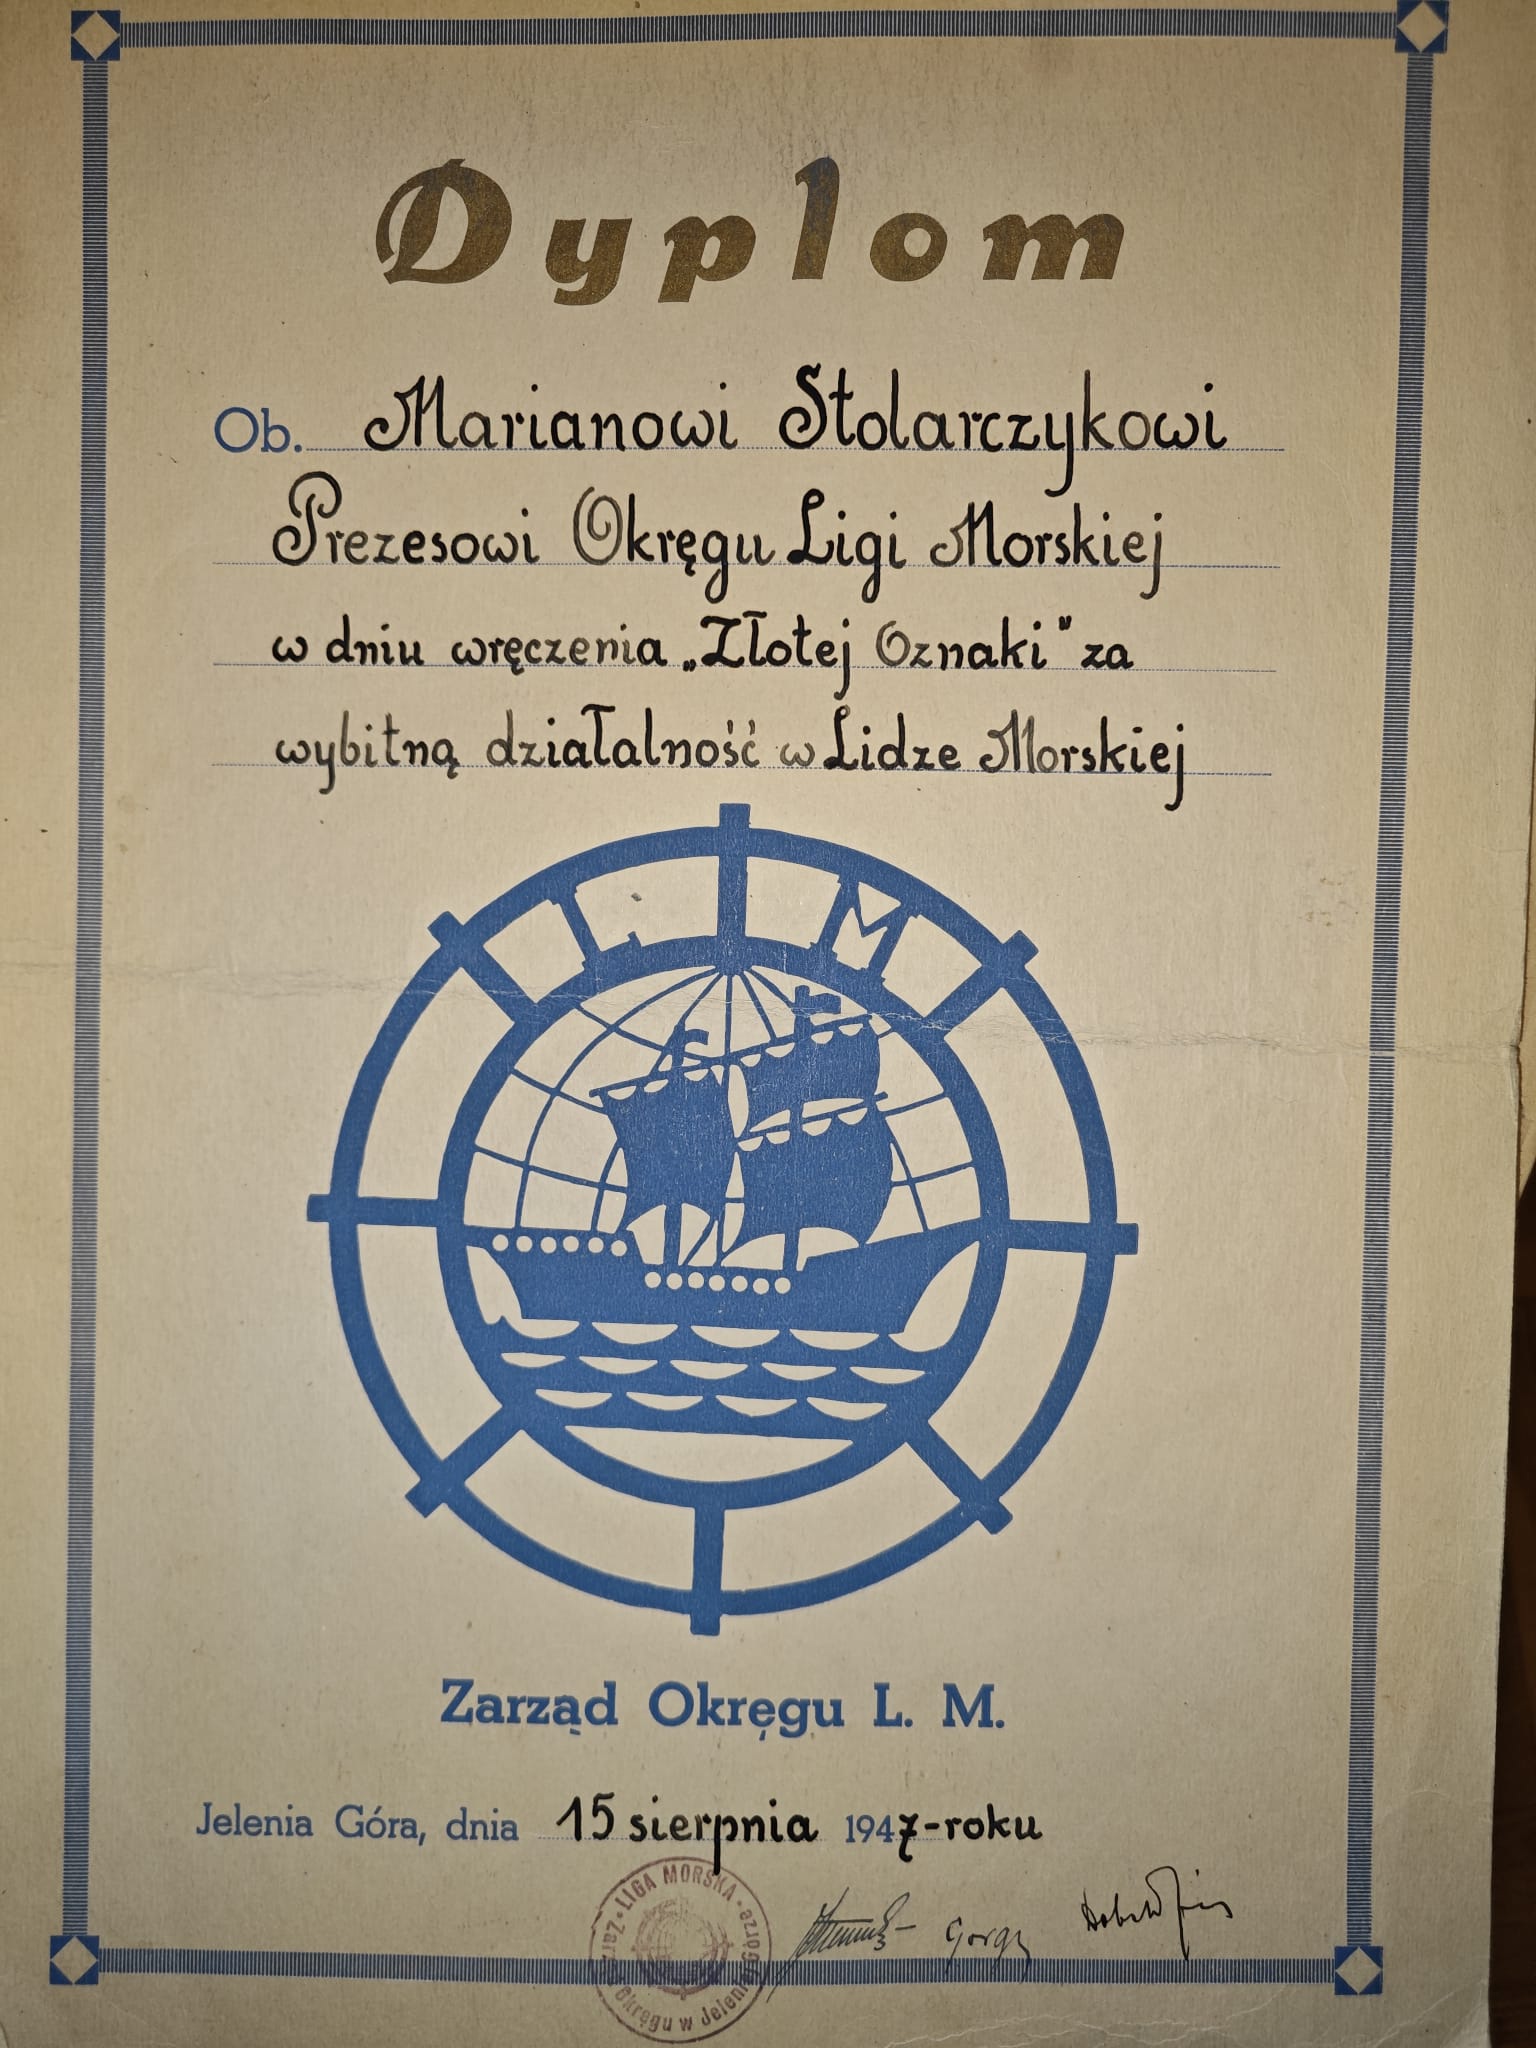 Dyplom
Ob. Marianowi Stolarczykowi
Prezesowi Okręgu Ligi Morskiej
w dniu wręczenia „Złotej Oznaki" za
wybitną działalność w Lidze Morskiej
L M
Zarząd Okręgu L. M.
Jelenia Góra, dnia 15 sierpnia 1947-roku
LIGA MORSKA
Okręgu w Jeleniej Górze